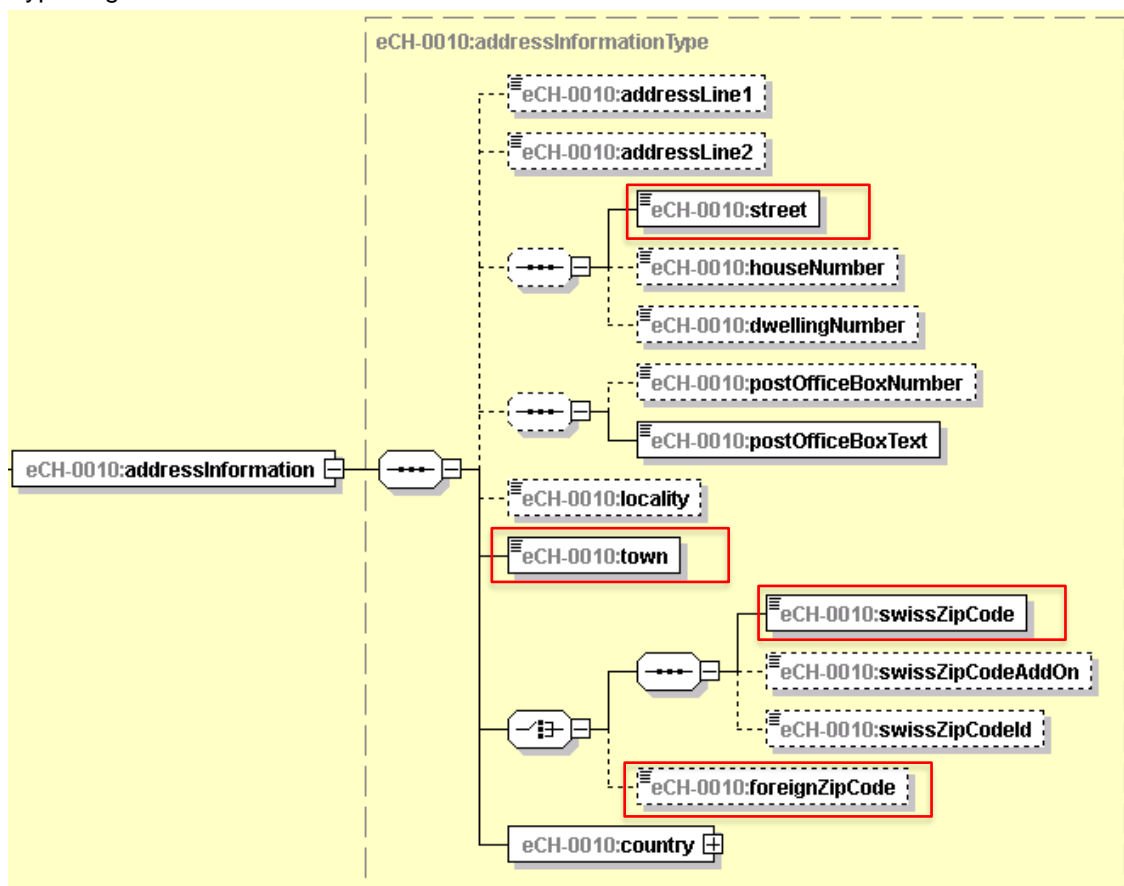 eCH-0010:addressInformationType
eCH-0010:addressLine1
eCH-0010:addressLine2
eCH-0010:street
eCH-0010:houseNumber
eCH-0010:dwellingNumber
eCH-0010:postOfficeBoxNumber
eCH-0010:postOfficeBoxText
eCH-0010:addressInformation
eCH-0010:locality
eCH-0010:town
eCH-0010:swissZipCode
eCH-0010:swissZipCodeAddOn
eCH-0010:swissZipCodeId
eCH-0010:foreignZipCode
eCH-0010:country